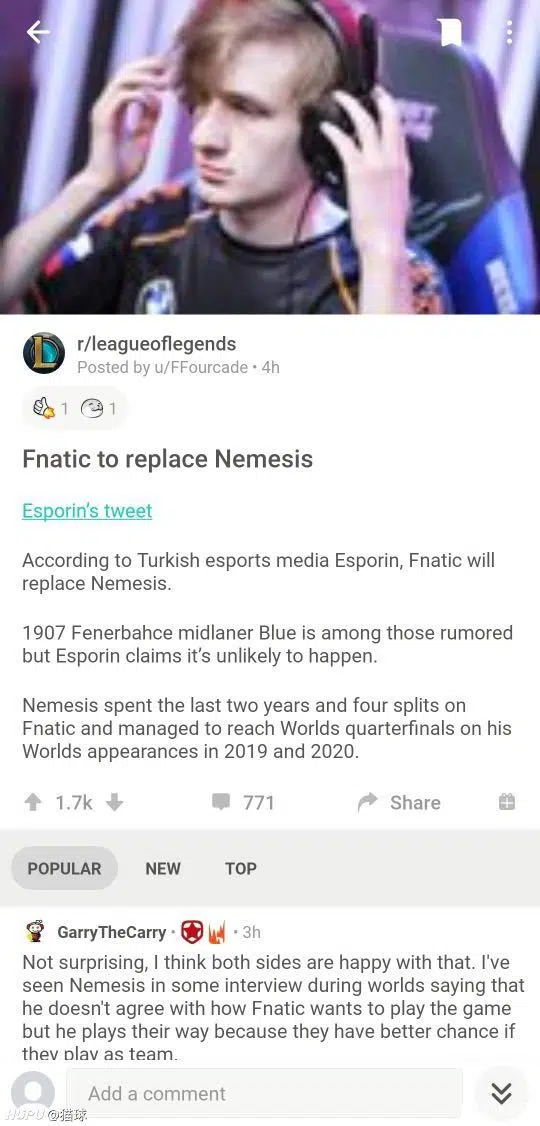 r/leagueoflegends
Posted by u/FFourcade • 4h
1 1
Fnatic to replace Nemesis
Esporin’s tweet
According to Turkish esports media Esporin, Fnatic will
replace Nemesis.
1907 Fenerbahce midlaner Blue is among those rumored
but Esporin claims it’s unlikely to happen.
Nemesis spent the last two years and four splits on
Fnatic and managed to reach Worlds quarterfinals on his
Worlds appearances in 2019 and 2020.
1.7k 771 Share
POPULAR NEW TOP
GarryTheCarry • • 3h
Not surprising, I think both sides are happy with that. I've
seen Nemesis in some interview during worlds saying that
he doesn't agree with how Fnatic wants to play the game
but he plays their way because they have better chance if
they play as team.
Add a comment
HUPU @猫球